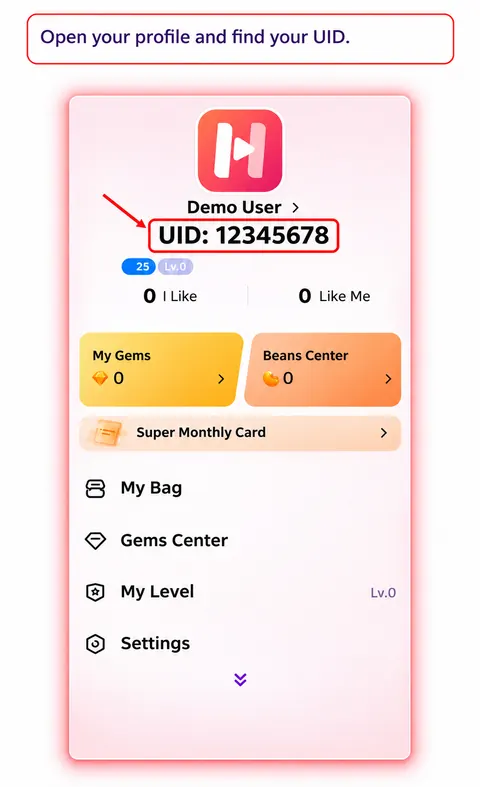 Open your profile and find your UID.
Demo User
UID: 12345678
25 Lv.0
0 I Like 0 Like Me
My Gems Beans Center
0 0
Super Monthly Card
My Bag
Gems Center
My Level Lv.0
Settings